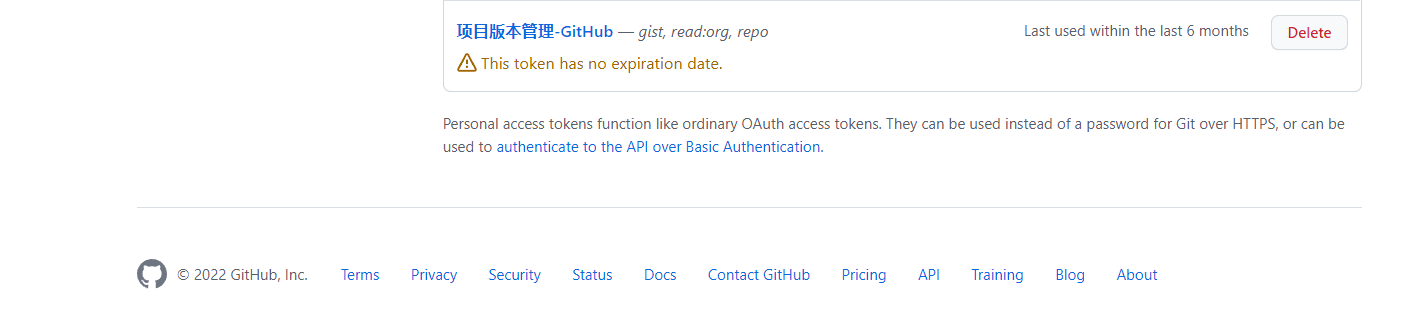 项目版本管理-GitHub — gist, read:org, repo Last used within the last 6 months Delete
This token has no expiration date.
Personal access tokens function like ordinary OAuth access tokens. They can be used instead of a password for Git over HTTPS, or can be
used to authenticate to the API over Basic Authentication.
© 2022 GitHub, Inc. Terms Privacy Security Status Docs Contact GitHub Pricing API Training Blog About